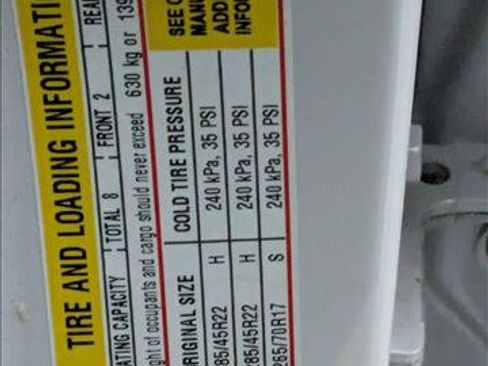 TIRE AND LOADING INFORMATI
ATING CAPACITY TOTAL 8 FRONT 2 REA
ght of occupants and cargo should never exceed 630 kg or 139
RIGINAL SIZE COLD TIRE PRESSURE SEE O
MANU
ADD
INFOR
85/45R22 H 240 kPa, 35 PSI
285/45R22 H 240 kPa, 35 PSI
265/70R17 S 240 kPa, 35 PSI